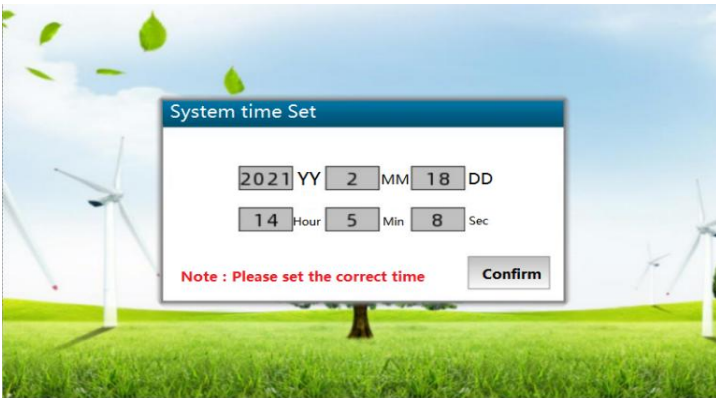 System time Set
2021 YY 2 MM 18 DD
14 Hour 5 Min 8 Sec
Note : Please set the correct time
Confirm